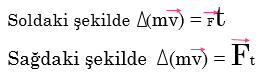 Soldaki şekilde Δ(mv) = Ft
Sağdaki şekilde Δ(mv) = Ft